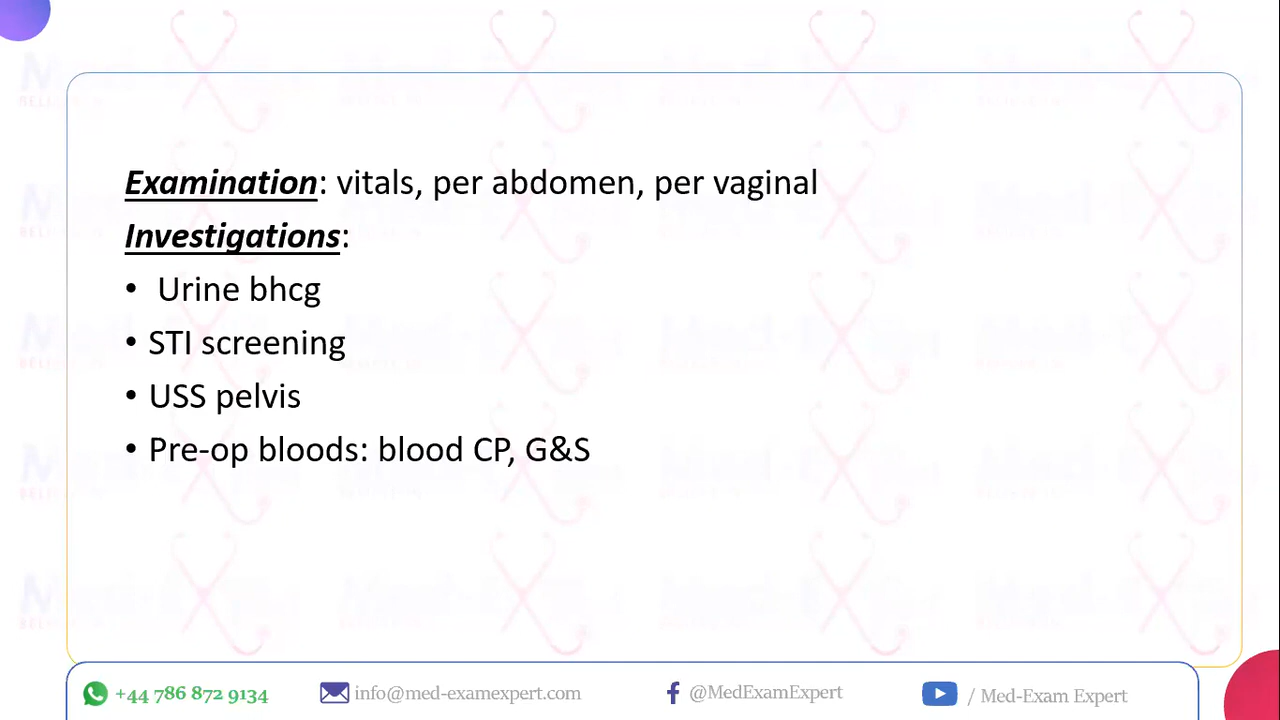 Examination: vitals, per abdomen, per vaginal
Investigations:
• Urine bhcg
• STI screening
• USS pelvis
• Pre-op bloods: blood CP, G&S
+44 786 872 9134 info@med-examexpert.com @MedExamExpert / Med-Exam Expert